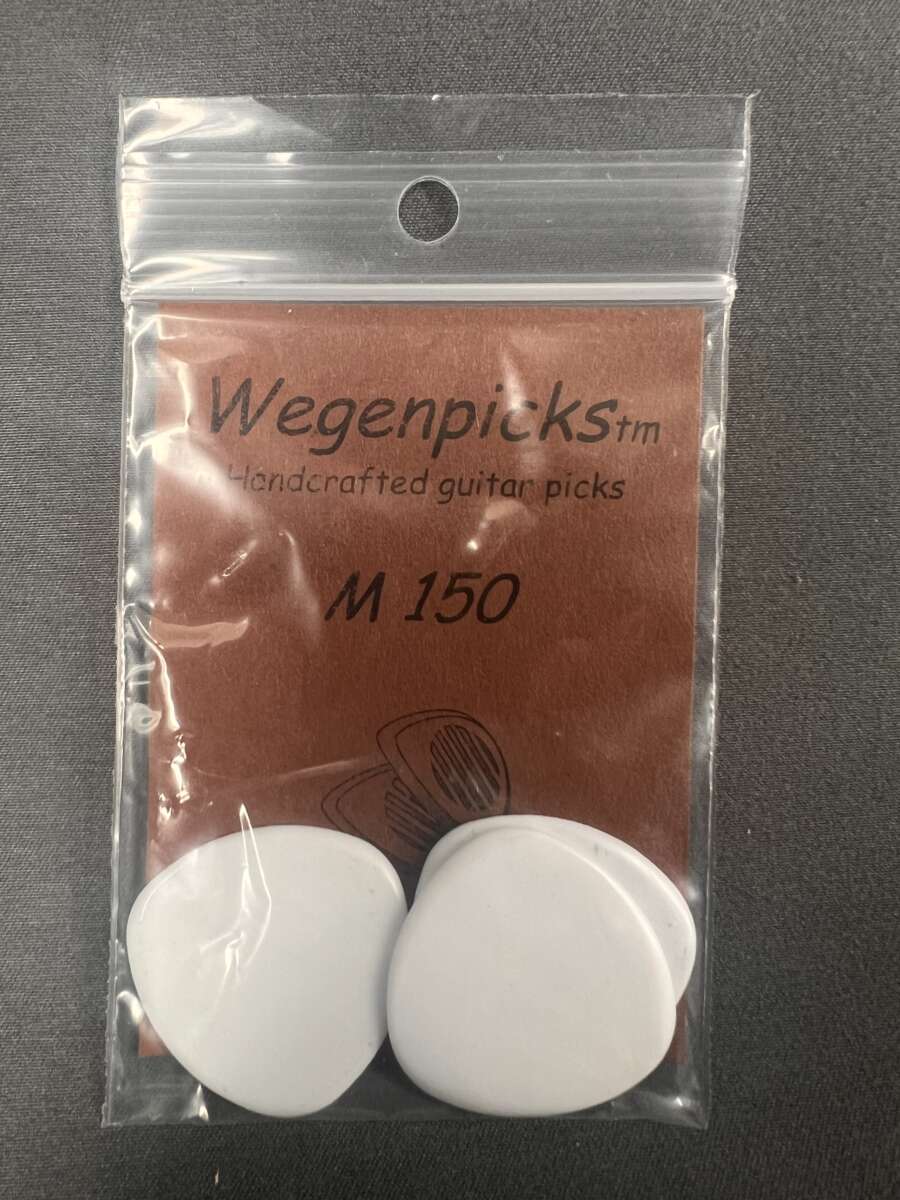 Wegenpicks™
Handcrafted guitar picks
M 150